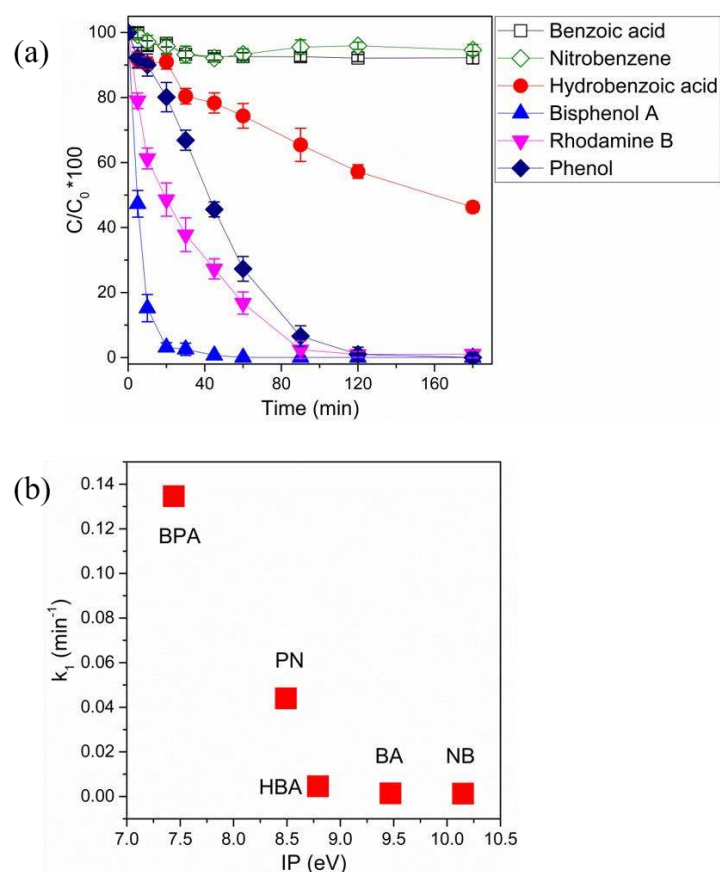 (a)
100
80
60
40
20
0
C/C0 *100
0 40 80 120 160
Time (min)
Benzoic acid
Nitrobenzene
Hydrobenzoic acid
Bisphenol A
Rhodamine B
Phenol
(b)
0.14
0.12
0.10
0.08
0.06
0.04
0.02
0.00
k1 (min-1)
BPA
PN
HBA
BA
NB
7.0 7.5 8.0 8.5 9.0 9.5 10.0 10.5
IP (eV)